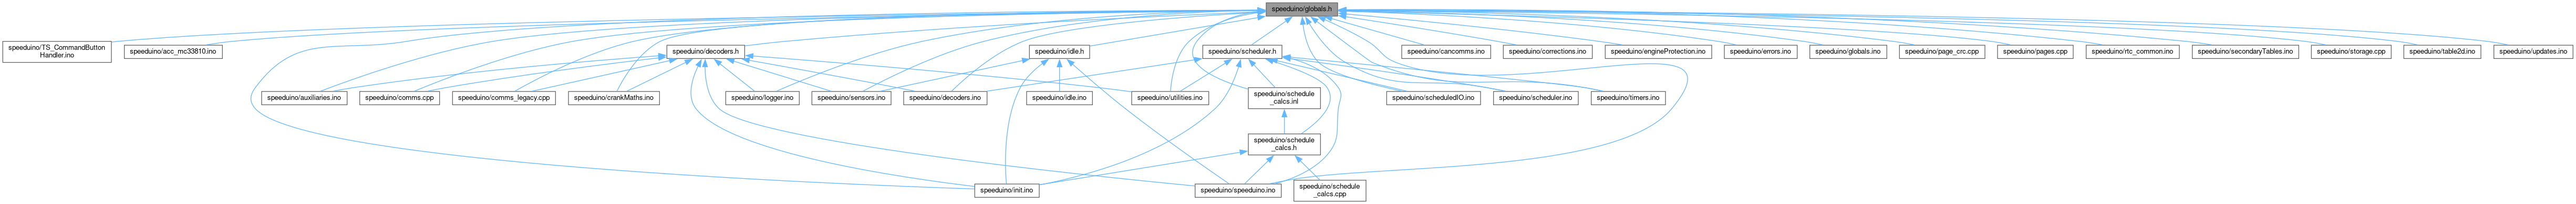 speeduino/globals.h
speeduino/TS_CommandButton
Handler.ino
speeduino/acc_mc33810.ino
speeduino/decoders.h
speeduino/idle.h
speeduino/scheduler.h
speeduino/cancomms.ino
speeduino/corrections.ino
speeduino/engineProtection.ino
speeduino/errors.ino
speeduino/globals.ino
speeduino/page_crc.cpp
speeduino/pages.cpp
speeduino/rtc_common.ino
speeduino/secondaryTables.ino
speeduino/storage.cpp
speeduino/table2d.ino
speeduino/updates.ino
speeduino/auxiliaries.ino
speeduino/comms.cpp
speeduino/comms_legacy.cpp
speeduino/crankMaths.ino
speeduino/logger.ino
speeduino/sensors.ino
speeduino/decoders.ino
speeduino/idle.ino
speeduino/utilities.ino
speeduino/schedule
_calcs.inl
speeduino/scheduledIO.ino
speeduino/scheduler.ino
speeduino/timers.ino
speeduino/schedule
_calcs.h
speeduino/init.ino
speeduino/speeduino.ino
speeduino/schedule
_calcs.cpp